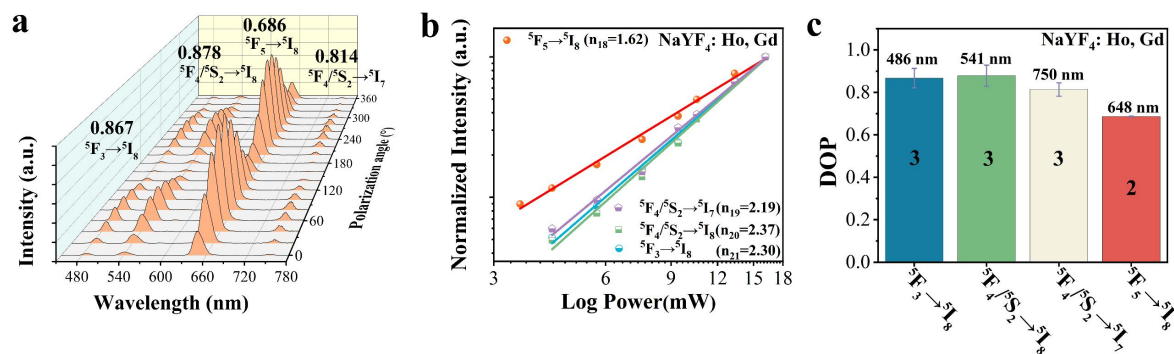 a
0.686
⁵F₅→⁵I₈
0.878
⁵F₄/⁵S₂→⁵I₈
0.814
⁵F₄/⁵S₂→⁵I₇
0.867
⁵F₃→⁵I₈
Intensity (a.u.)
480 540 600 660 720 780
Wavelength (nm)
0
60
120
180
240
300
360
Polarization angle (°)
b
⁵F₅→⁵I₈ (n₁₈=1.62)
NaYF₄: Ho, Gd
⁵F₄/⁵S₂→⁵I₇ (n₁₉=2.19)
⁵F₄/⁵S₂→⁵I₈ (n₂₀=2.37)
⁵F₃→⁵I₈ (n₂₁=2.30)
Normalized Intensity (a.u.)
3 6 9 12 15 18
Log Power(mW)
c
NaYF₄: Ho, Gd
486 nm
541 nm
750 nm
648 nm
3
3
3
2
DOP
1.0
0.8
0.6
0.4
0.2
0.0
⁵F₃→⁵I₈
⁵F₄/⁵S₂→⁵I₈
⁵F₄/⁵S₂→⁵I₇
⁵F₅→⁵I₈